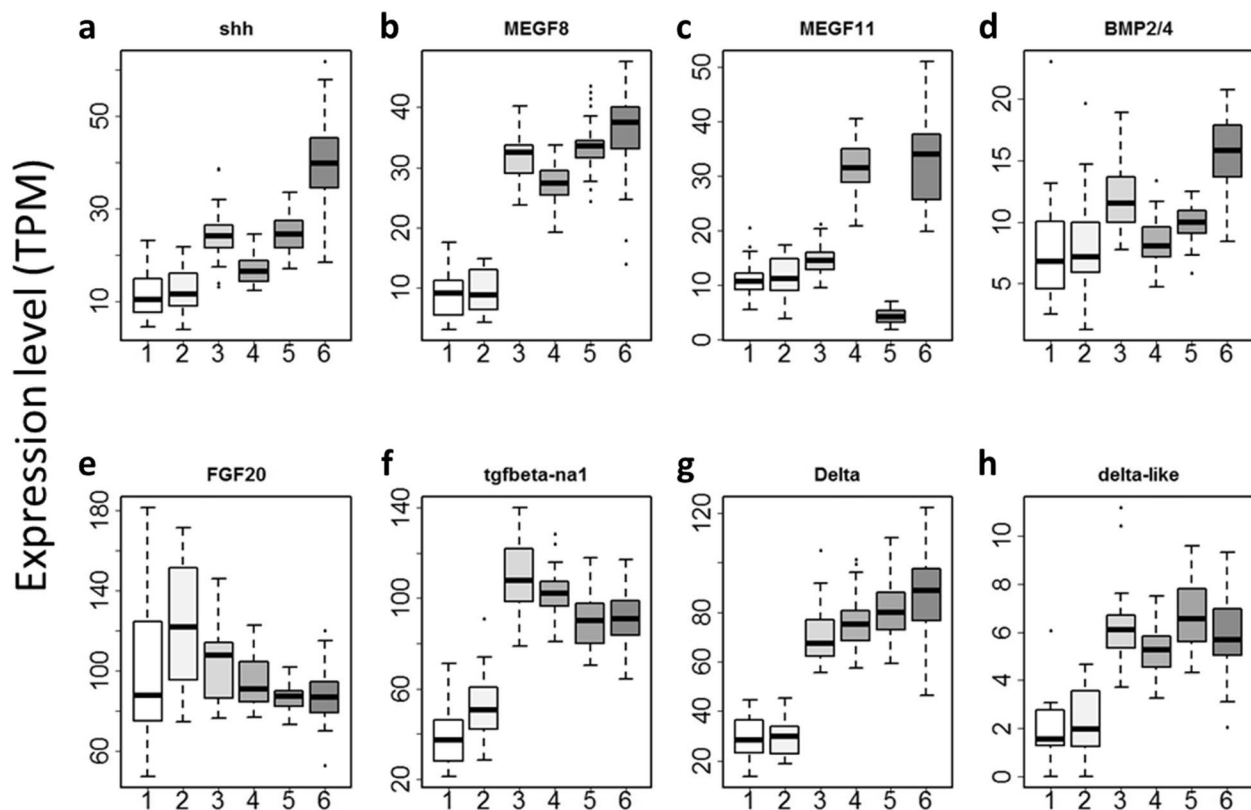 Expression level (TPM)
a shh
b MEGF8
c MEGF11
d BMP2/4
50
30
10
1 2 3 4 5 6
40
30
20
10
1 2 3 4 5 6
50
40
30
20
10
0
1 2 3 4 5 6
20
15
10
5
1 2 3 4 5 6
e FGF20
f tgfbeta-na1
g Delta
h delta-like
180
140
100
60
1 2 3 4 5 6
140
100
60
20
1 2 3 4 5 6
120
100
80
60
40
20
1 2 3 4 5 6
10
8
6
4
2
0
1 2 3 4 5 6